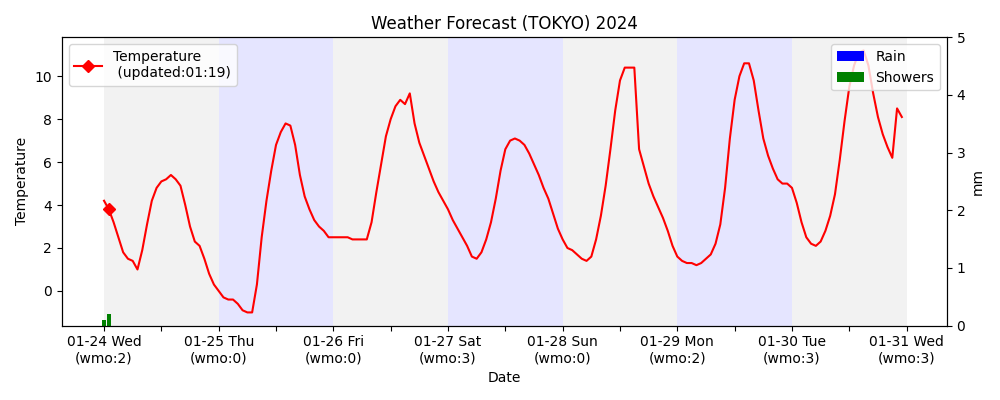 Weather Forecast (TOKYO) 2024
Temperature
(updated:01:19)
Rain
Showers
Temperature
10
8
6
4
2
0
5
4
3
2
1
0
mm
01-24 Wed
(wmo:2)
01-25 Thu
(wmo:0)
01-26 Fri
(wmo:0)
01-27 Sat
(wmo:3)
01-28 Sun
(wmo:0)
01-29 Mon
(wmo:2)
01-30 Tue
(wmo:3)
01-31 Wed
(wmo:3)
Date